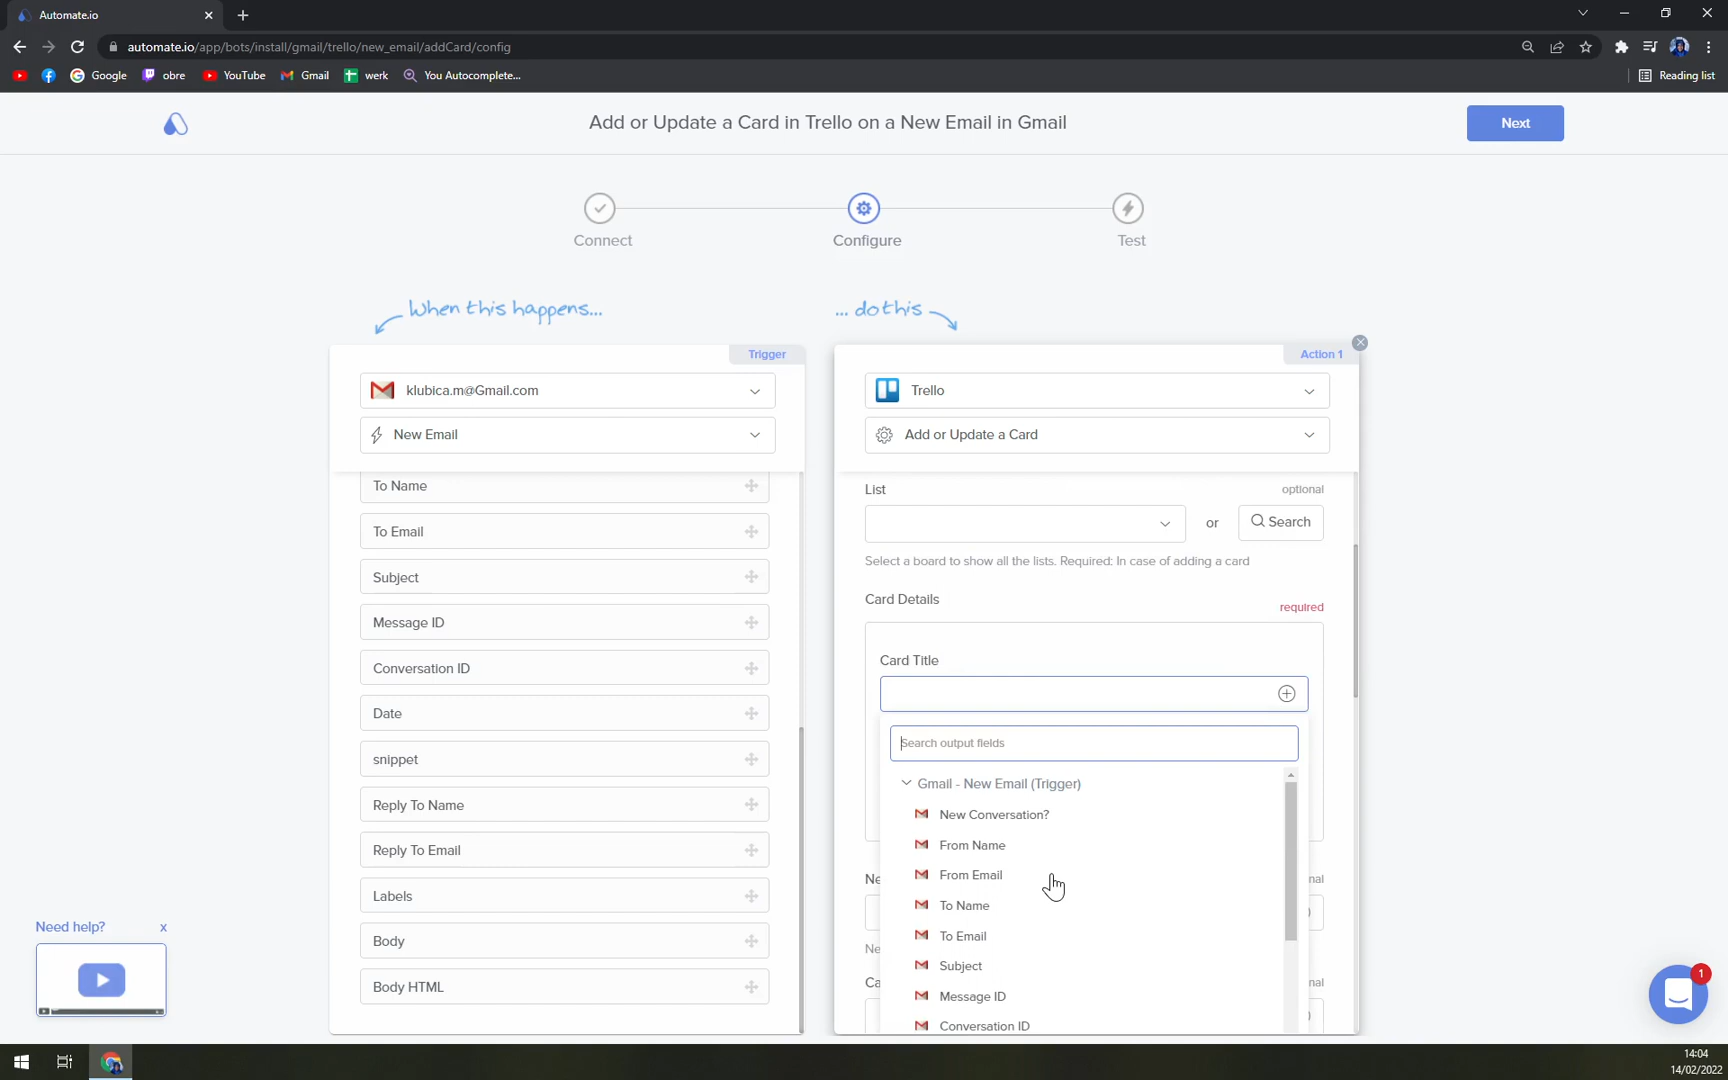 Automate.io
automate.io/app/bots/install/gmail/trello/new_email/addCard/config
Google
obre
YouTube
Gmail
werk
You Autocomplete...
Reading list
Add or Update a Card in Trello on a New Email in Gmail
Next
Connect
Configure
Test
When this happens...
... do this
Trigger
klubica.m@Gmail.com
New Email
To Name
To Email
Subject
Message ID
Conversation ID
Date
snippet
Reply To Name
Reply To Email
Labels
Body
Body HTML
Action 1
Trello
Add or Update a Card
List
optional
or
Search
Select a board to show all the lists. Required: In case of adding a card
Card Details
required
Card Title
Search output fields
Gmail - New Email (Trigger)
New Conversation?
From Name
From Email
To Name
To Email
Subject
Message ID
Conversation ID
Ne
nal
Ne
Ca
nal
Need help?
x
1
14:04
14/02/2022